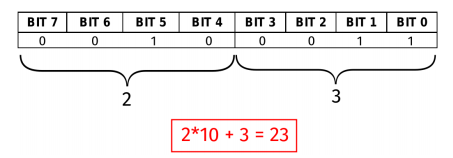 BIT 7 BIT 6 BIT 5 BIT 4 BIT 3 BIT 2 BIT 1 BIT 0
0 0 1 0 0 0 1 1
2 3
2*10 + 3 = 23